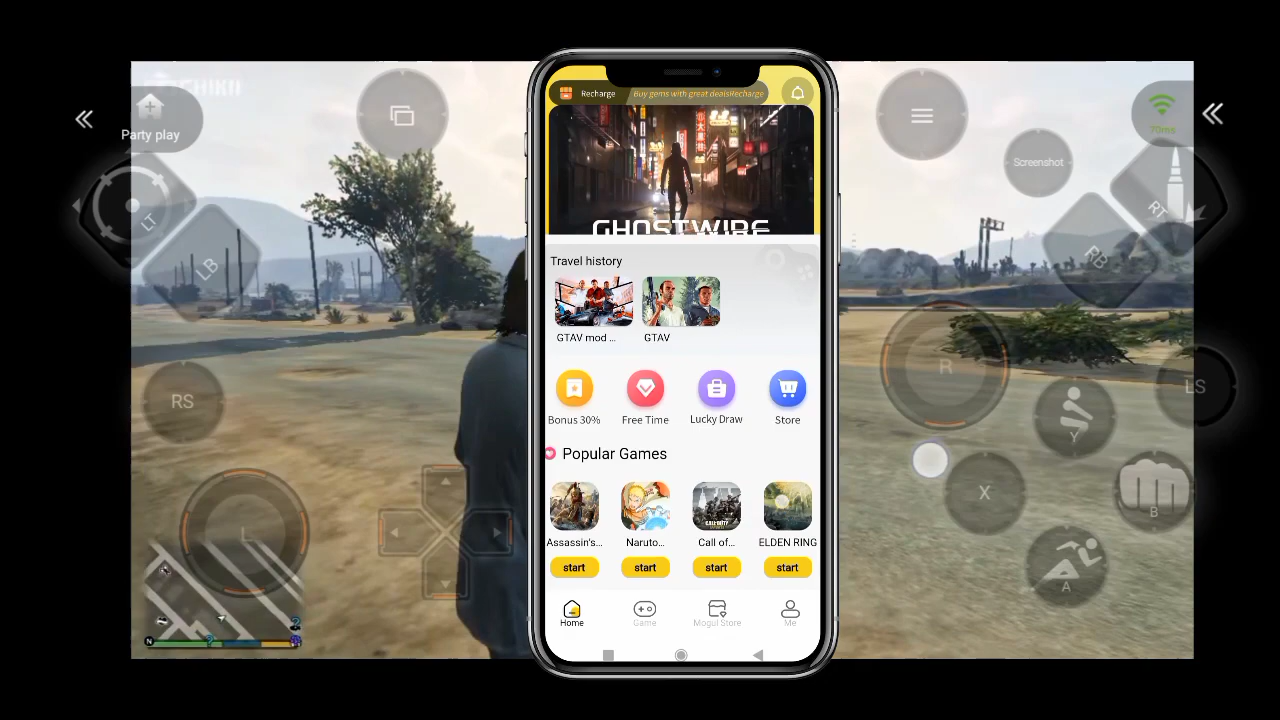 CHIKII
Party play
LT
LB
RS
L
N
Recharge
Buy gems with great dealsRecharge
GHOSTWIRE
Travel history
GTAV mod ...
GTAV
Bonus 30%
Free Time
Lucky Draw
Store
Popular Games
Assassin's...
Naruto...
Call of...
ELDEN RING
start
start
start
start
Home
Game
Mogul Store
Me
70ms
Screenshot
RT
RB
R
LS
Y
X
B
A